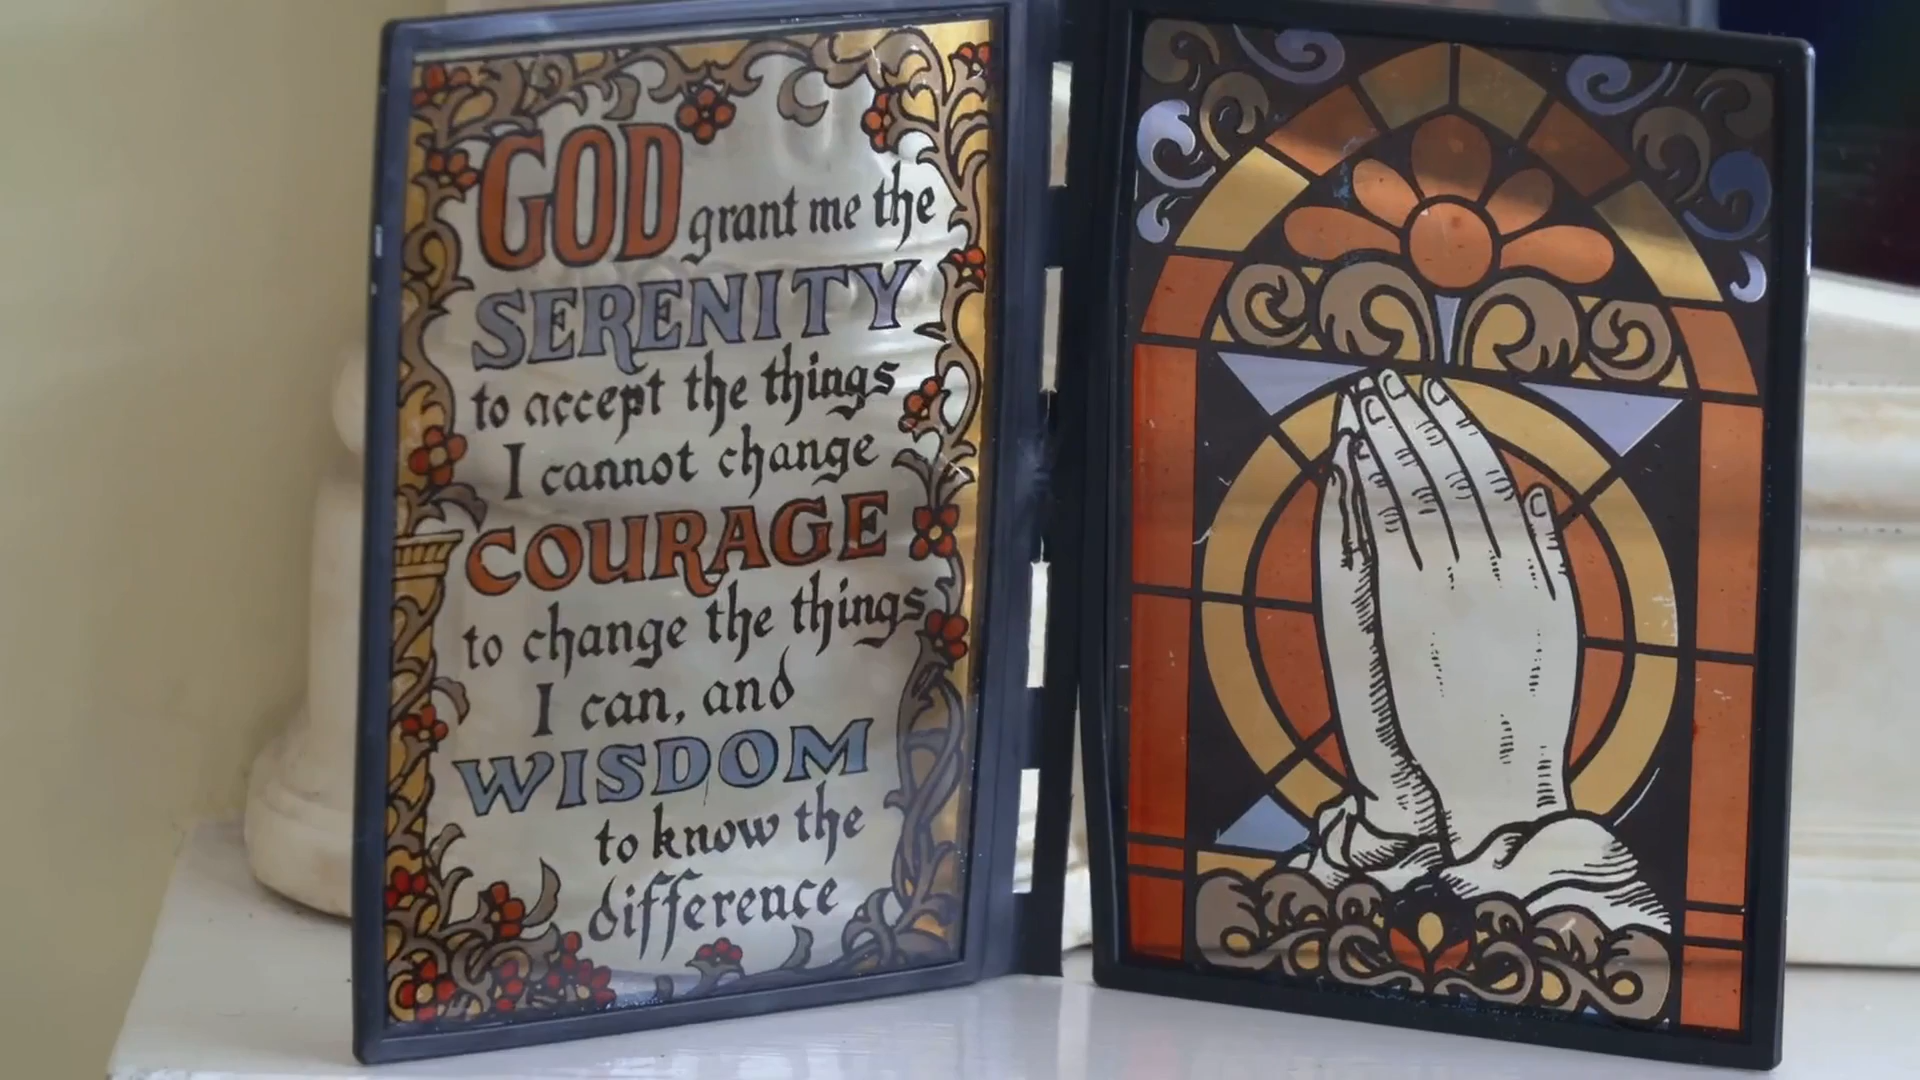 GOD grant me the
SERENITY
to accept the things
I cannot change
COURAGE
to change the things
I can, and
WISDOM
to know the
difference